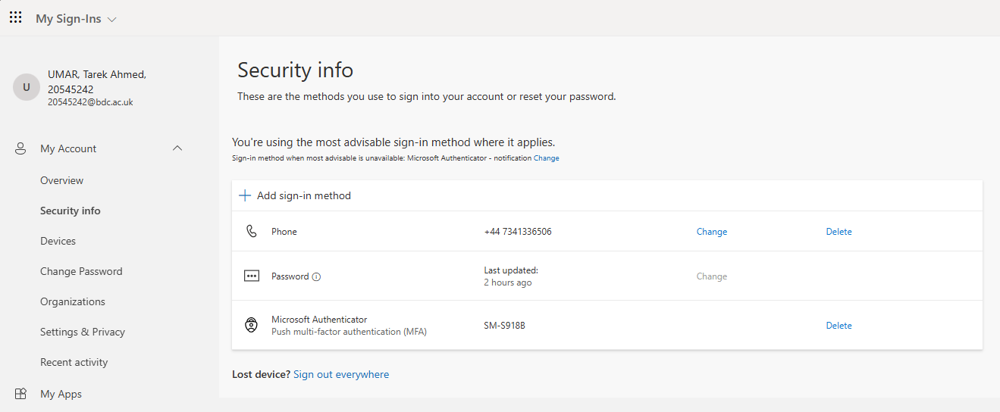 My Sign-Ins
U
UMAR, Tarek Ahmed,
20545242
20545242@bdc.ac.uk
My Account
Overview
Security info
Devices
Change Password
Organizations
Settings & Privacy
Recent activity
My Apps
Security info
These are the methods you use to sign into your account or reset your password.
You're using the most advisable sign-in method where it applies.
Sign-in method when most advisable is unavailable: Microsoft Authenticator - notification Change
Add sign-in method
Phone +44 7341336506 Change Delete
Password Last updated:
2 hours ago Change
Microsoft Authenticator
Push multi-factor authentication (MFA) SM-S918B Delete
Lost device? Sign out everywhere